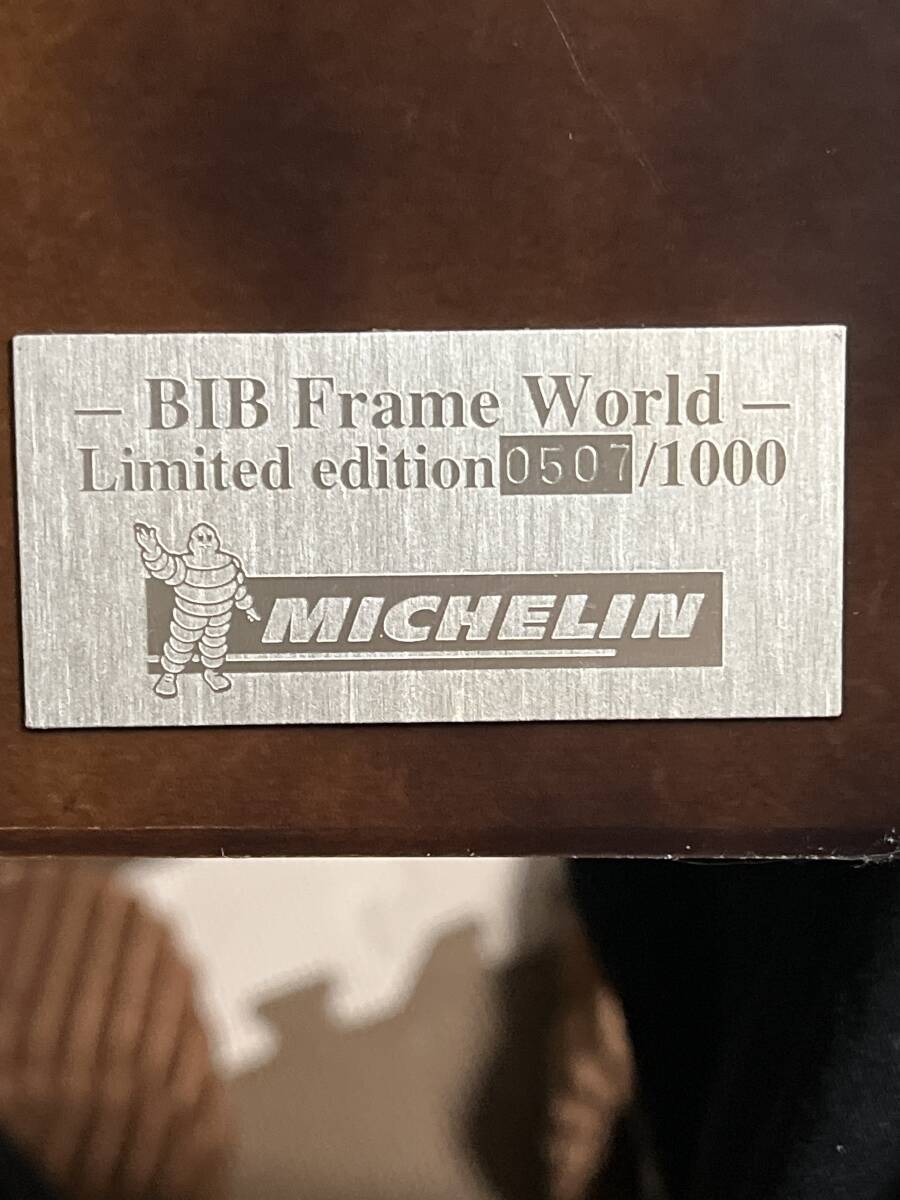 — BIB Frame World —
Limited edition 0507/1000
MICHELIN